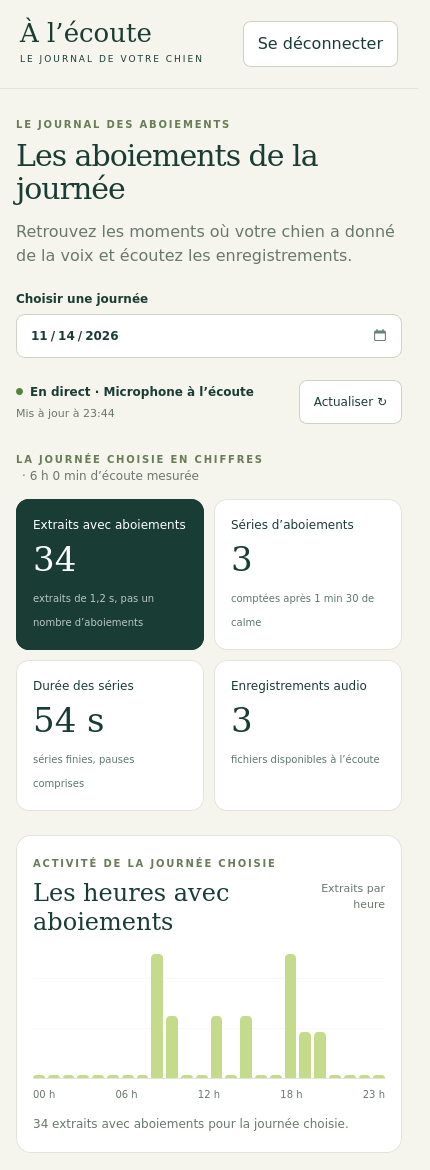 À l’écoute
LE JOURNAL DE VOTRE CHIEN
Se déconnecter
LE JOURNAL DES ABOIEMENTS
Les aboiements de la
journée
Retrouvez les moments où votre chien a donné
de la voix et écoutez les enregistrements.
Choisir une journée
11/14/2026
En direct · Microphone à l’écoute
Mis à jour à 23:44
Actualiser ↻
LA JOURNÉE CHOISIE EN CHIFFRES
· 6 h 0 min d’écoute mesurée
Extraits avec aboiements
34
extraits de 1,2 s, pas un
nombre d’aboiements
Séries d’aboiements
3
comptées après 1 min 30 de
calme
Durée des séries
54 s
séries finies, pauses
comprises
Enregistrements audio
3
fichiers disponibles à l’écoute
ACTIVITÉ DE LA JOURNÉE CHOISIE
Les heures avec
aboiements
Extraits par
heure
00 h 06 h 12 h 18 h 23 h
34 extraits avec aboiements pour la journée choisie.